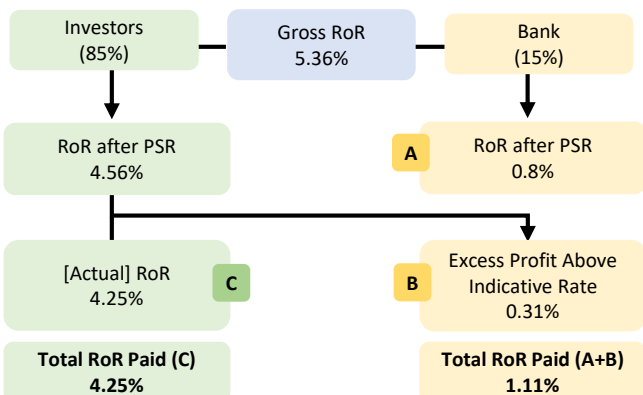 Investors
(85%)
Gross RoR
5.36%
Bank
(15%)
RoR after PSR
4.56%
A
RoR after PSR
0.8%
[Actual] RoR
4.25%
C
B
Excess Profit Above
Indicative Rate
0.31%
Total RoR Paid (C)
4.25%
Total RoR Paid (A+B)
1.11%